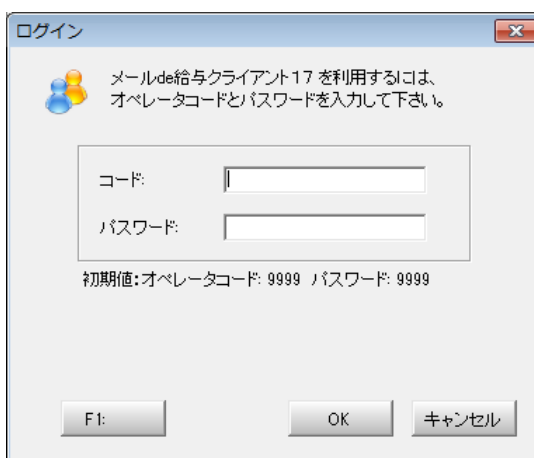 ログイン
メールde給与クライアント17 を利用するには、
オペレータコードとパスワードを入力して下さい。
コード:
パスワード:
初期値:オペレータコード: 9999 パスワード: 9999
F1:
OK
キャンセル